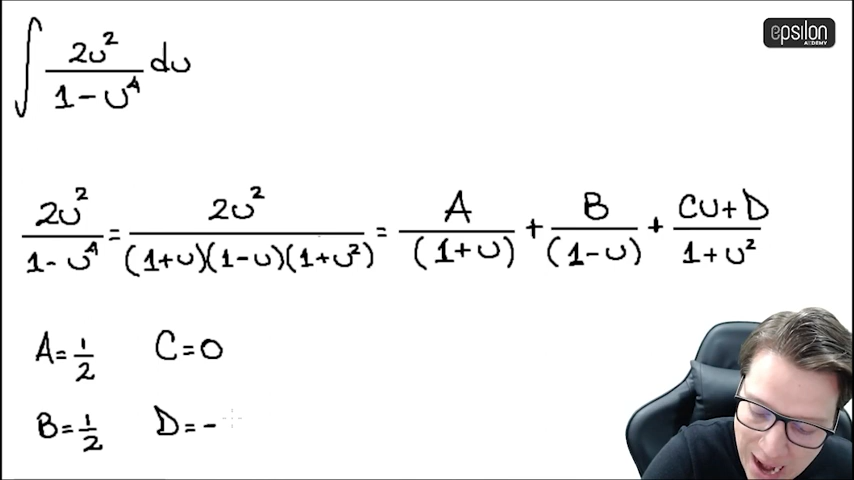 epsilon
ACADEMY
∫ 2u²/(1-u⁴) du
2u²/(1-u⁴) = 2u²/((1+u)(1-u)(1+u²)) = A/(1+u) + B/(1-u) + (Cu+D)/(1+u²)
A=1/2 C=0
B=1/2 D=-